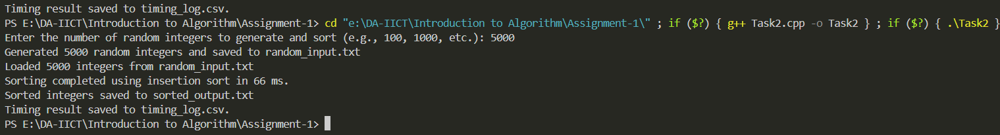 Timing result saved to timing_log.csv.
PS E:\DA-IICT\Introduction to Algorithm\Assignment-1> cd "e:\DA-IICT\Introduction to Algorithm\Assignment-1\" ; if ($?) { g++ Task2.cpp -o Task2 } ; if ($?) { .\Task2 }
Enter the number of random integers to generate and sort (e.g., 100, 1000, etc.): 5000
Generated 5000 random integers and saved to random_input.txt
Loaded 5000 integers from random_input.txt
Sorting completed using insertion sort in 66 ms.
Sorted integers saved to sorted_output.txt
Timing result saved to timing_log.csv.
PS E:\DA-IICT\Introduction to Algorithm\Assignment-1>